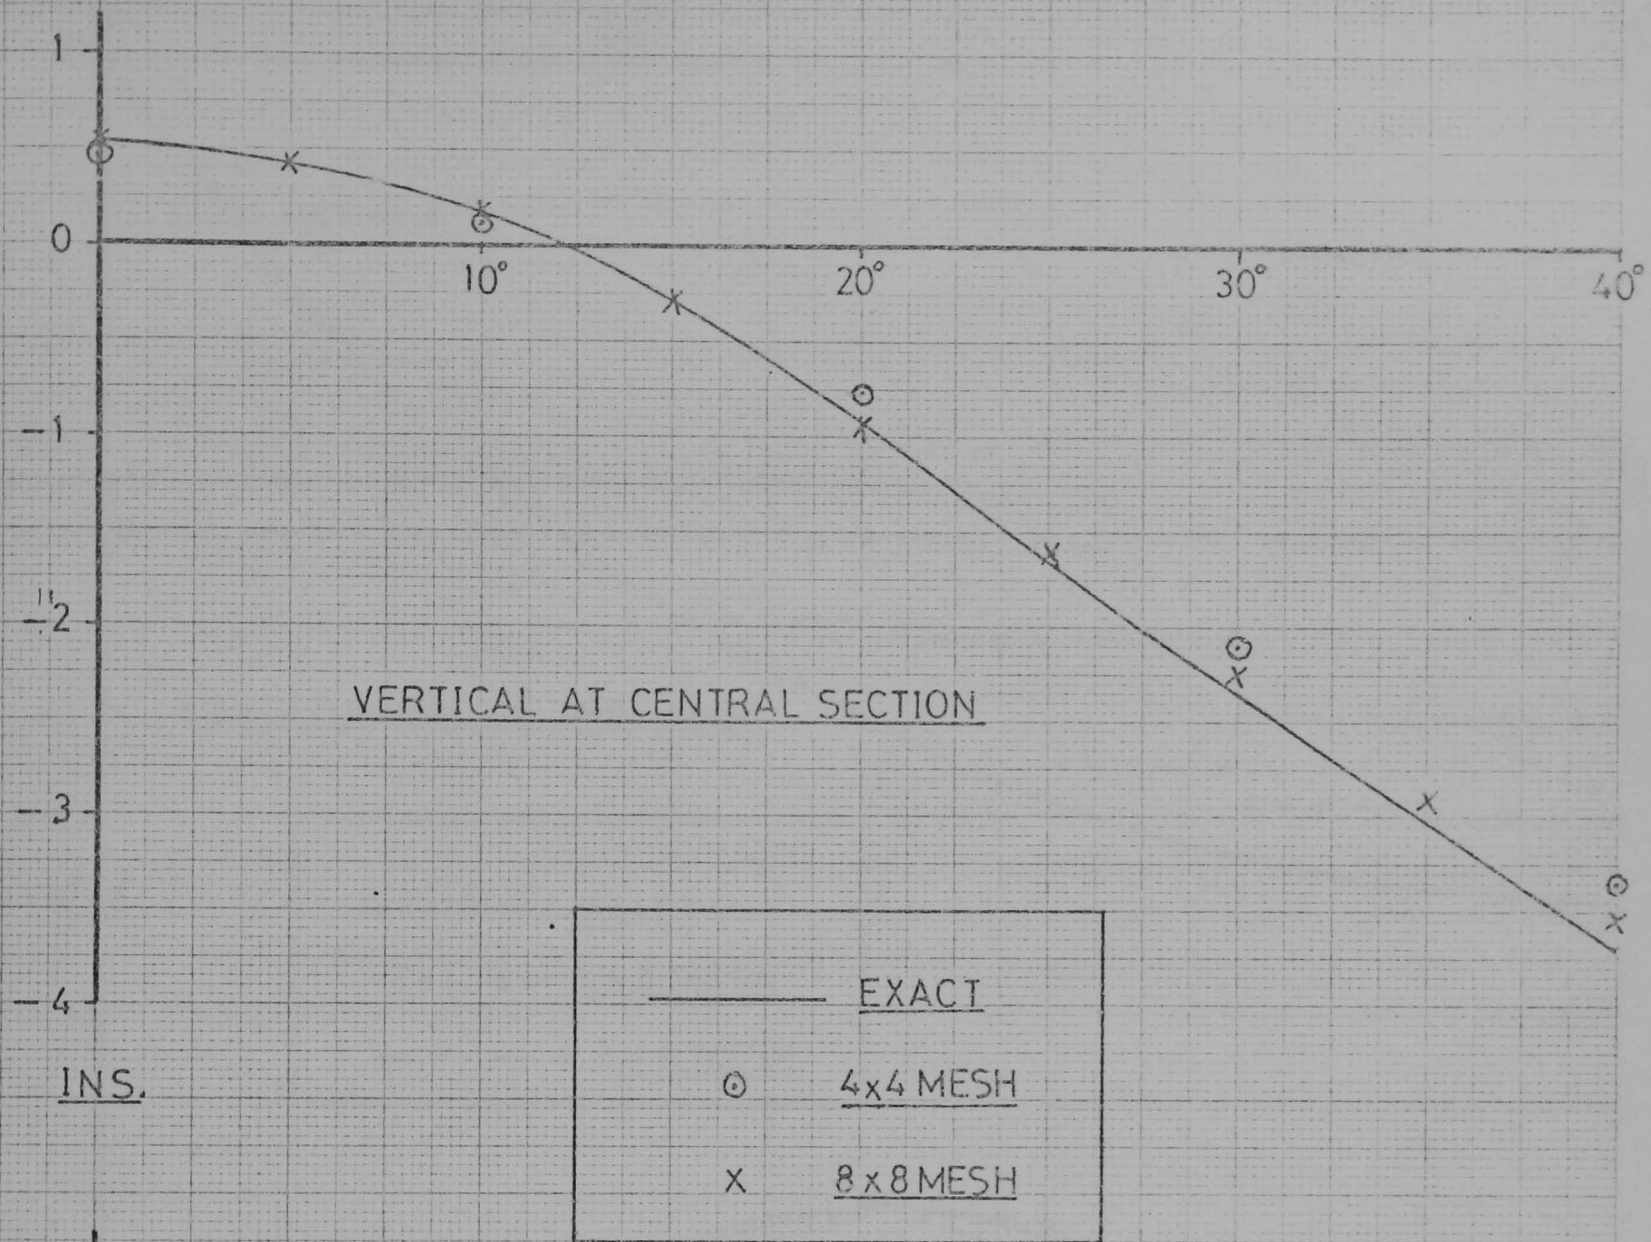 1
0
10° 20° 30° 40°
-1
-2
VERTICAL AT CENTRAL SECTION
-3
-4
EXACT
INS.
4x4 MESH
8x8 MESH